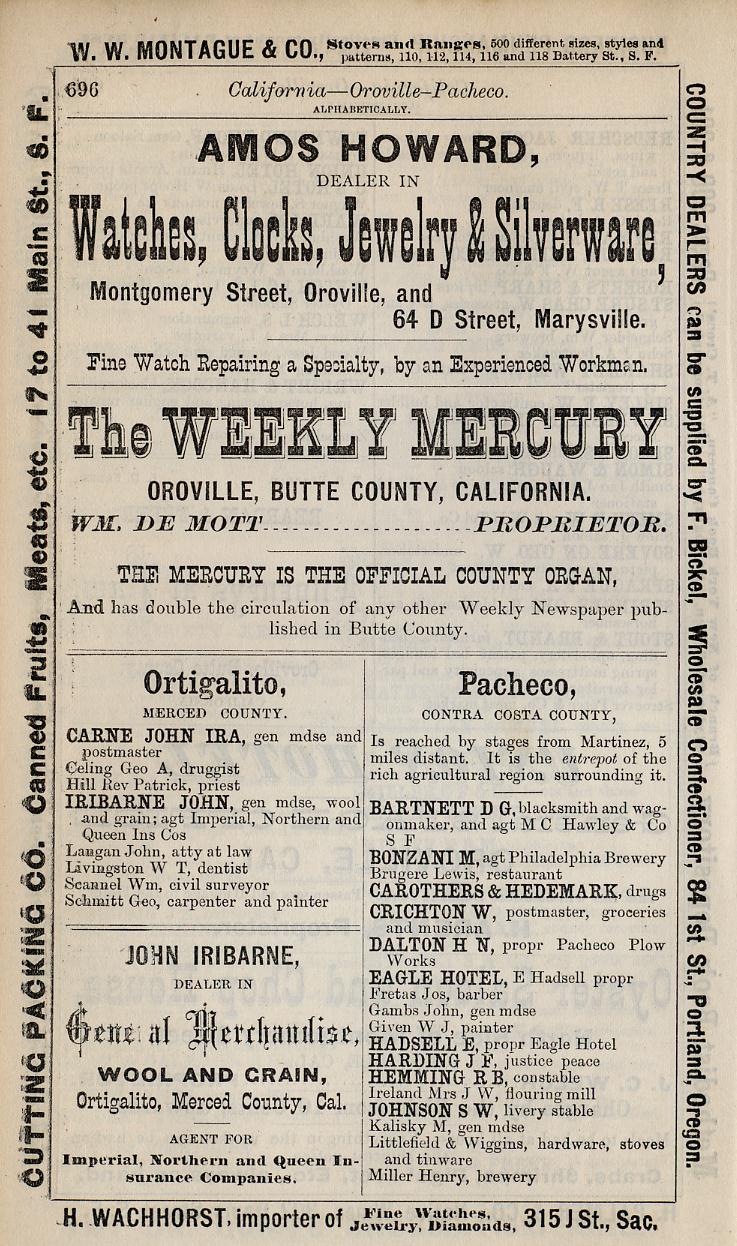 W. W. MONTAGUE & CO., Stoves and Ranges, 500 different sizes, styles and
patterns, 110, 112, 114, 116 and 118 Battery St., S. F.
696 California—Oroville–Pacheco.
ALPHABETICALLY.
AMOS HOWARD,
DEALER IN
Watches, Clocks, Jewelry & Silverware,
Montgomery Street, Oroville, and
64 D Street, Marysville.
Fine Watch Repairing a Specialty, by an Experienced Workman.
The WEEKLY MERCURY
OROVILLE, BUTTE COUNTY, CALIFORNIA.
WM. DE MOTT........................PROPRIETOR.
THE MERCURY IS THE OFFICIAL COUNTY ORGAN,
And has double the circulation of any other Weekly Newspaper pub-
lished in Butte County.
Ortigalito,
MERCED COUNTY.
CARNE JOHN IRA, gen mdse and
postmaster
Celing Geo A, druggist
Hill Rev Patrick, priest
IRIBARNE JOHN, gen mdse, wool
and grain; agt Imperial, Northern and
Queen Ins Cos
Langan John, atty at law
Livingston W T, dentist
Scannel Wm, civil surveyor
Schmitt Geo, carpenter and painter
JOHN IRIBARNE,
DEALER IN
General Merchandise,
WOOL AND GRAIN,
Ortigalito, Merced County, Cal.
AGENT FOR
Imperial, Northern and Queen In-
surance Companies.
Pacheco,
CONTRA COSTA COUNTY,
Is reached by stages from Martinez, 5
miles distant. It is the entrepot of the
rich agricultural region surrounding it.
BARTNETT D G, blacksmith and wag-
onmaker, and agt M C Hawley & Co
S F
BONZANI M, agt Philadelphia Brewery
Brugere Lewis, restaurant
CAROTHERS & HEDEMARK, drugs
CRICHTON W, postmaster, groceries
and musician
DALTON H N, propr Pacheco Plow
Works
EAGLE HOTEL, E Hadsell propr
Fretas Jos, barber
Gambs John, gen mdse
Given W J, painter
HADSELL E, propr Eagle Hotel
HARDING J F, justice peace
HEMMING R B, constable
Ireland Mrs J W, flouring mill
JOHNSON S W, livery stable
Kalisky M, gen mdse
Littlefield & Wiggins, hardware, stoves
and tinware
Miller Henry, brewery
H. WACHHORST, importer of Fine Watches,
Jewelry, Diamonds, 315 J St., Sac.
CUTTING PACKING CO. Canned Fruits, Meats, etc. 17 to 41 Main St., S. F.
COUNTRY DEALERS can be supplied by F. Bickel, Wholesale Confectioner, 84 1st St., Portland, Oregon.